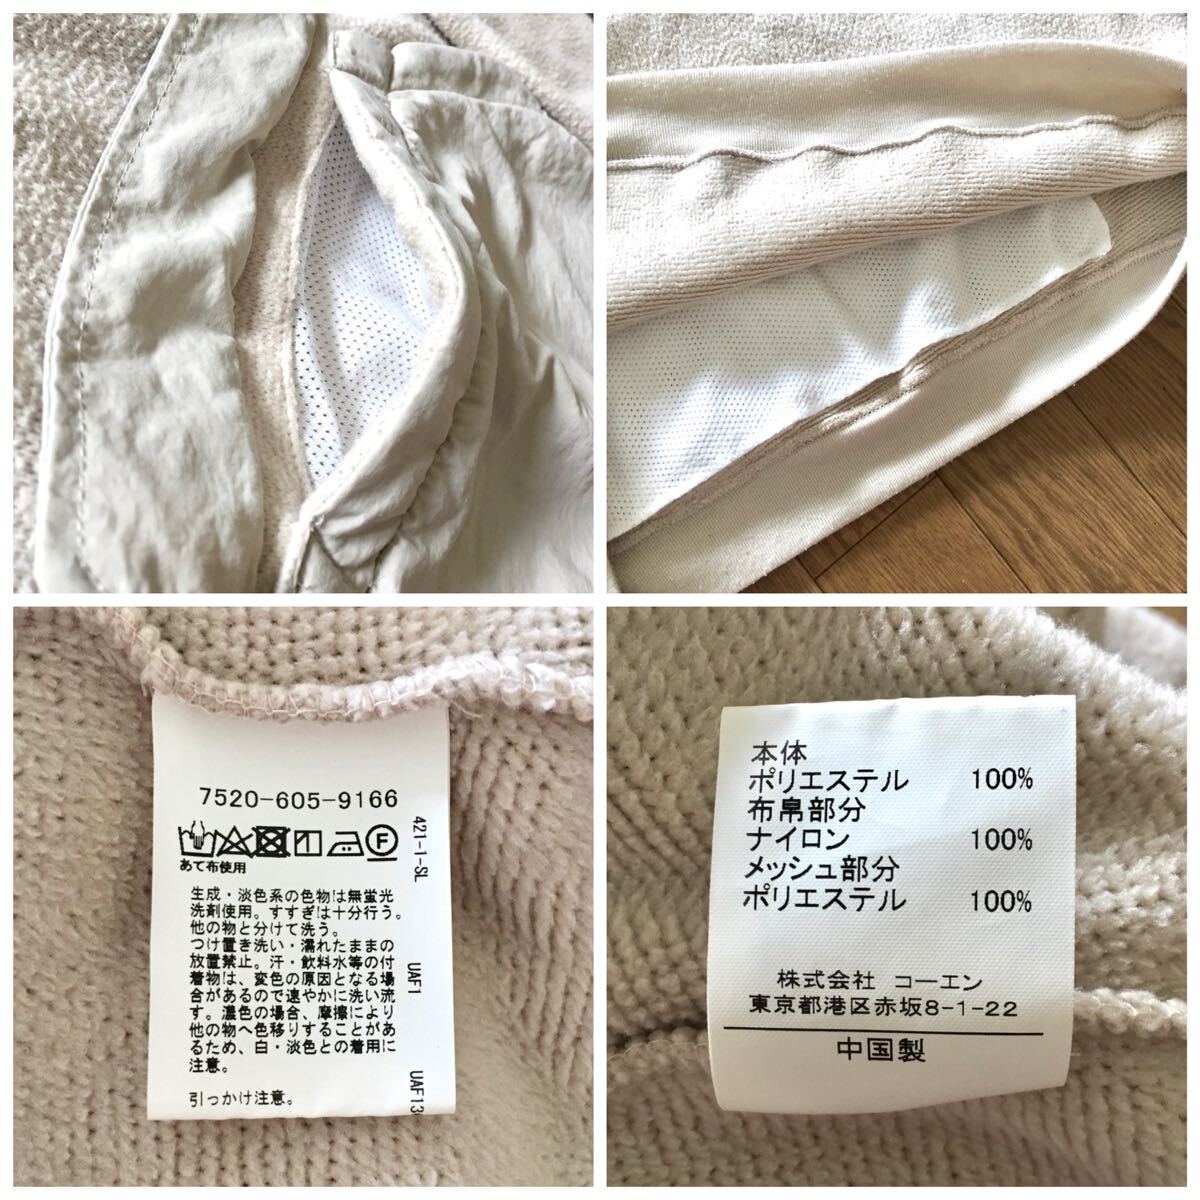 7520-605-9166
F
あて布使用
生成・淡色系の色物は無蛍光
洗剤使用。すすぎは十分行う。
他の物と分けて洗う。
つけ置き洗い・濡れたままの
放置禁止。汗・飲料水等の付
着物は、変色の原因となる場
合があるので速やかに洗い流
す。濃色の場合、摩擦により
他の物へ色移りすることがあ
るため、白・淡色との着用に
注意。
引っかけ注意。
421-1-SL
UAF1
本体
ポリエステル 100%
布帛部分
ナイロン 100%
メッシュ部分
ポリエステル 100%
株式会社 コーエン
東京都港区赤坂8-1-22
中国製